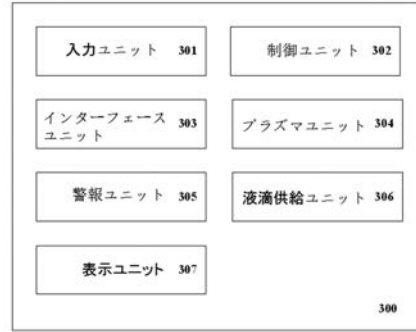 入力ユニット 301
制御ユニット 302
インターフェース
ユニット 303
プラズマユニット 304
警報ユニット 305
液滴供給ユニット 306
表示ユニット 307
300